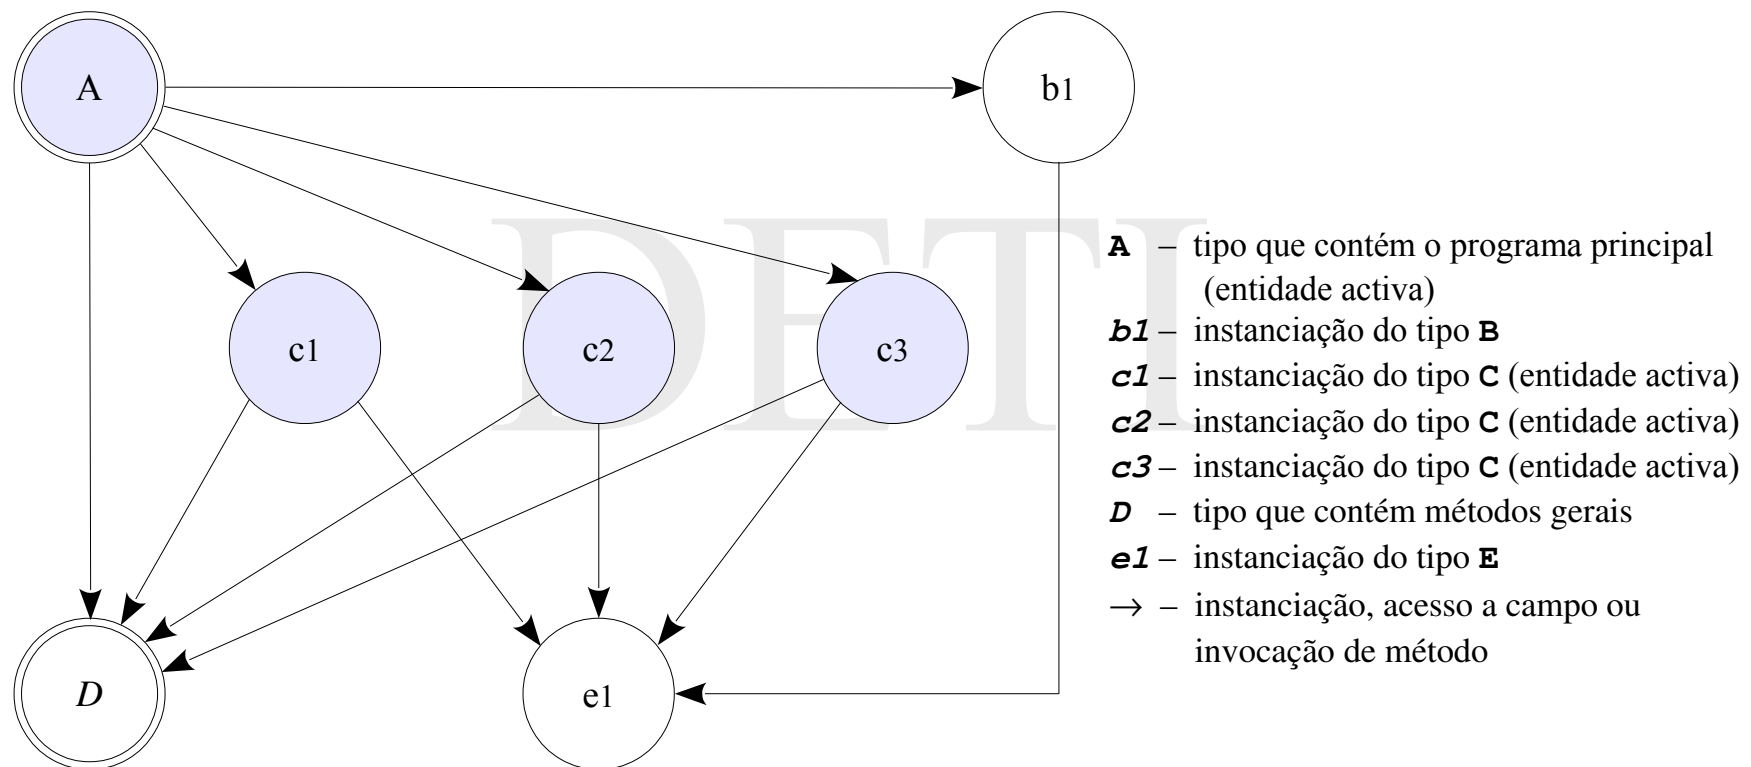 A
b1
DETI
c1
c2
c3
D
e1
A – tipo que contém o programa principal
(entidade activa)
b1 – instanciação do tipo B
c1 – instanciação do tipo C (entidade activa)
c2 – instanciação do tipo C (entidade activa)
c3 – instanciação do tipo C (entidade activa)
D – tipo que contém métodos gerais
e1 – instanciação do tipo E
→ – instanciação, acesso a campo ou
invocação de método